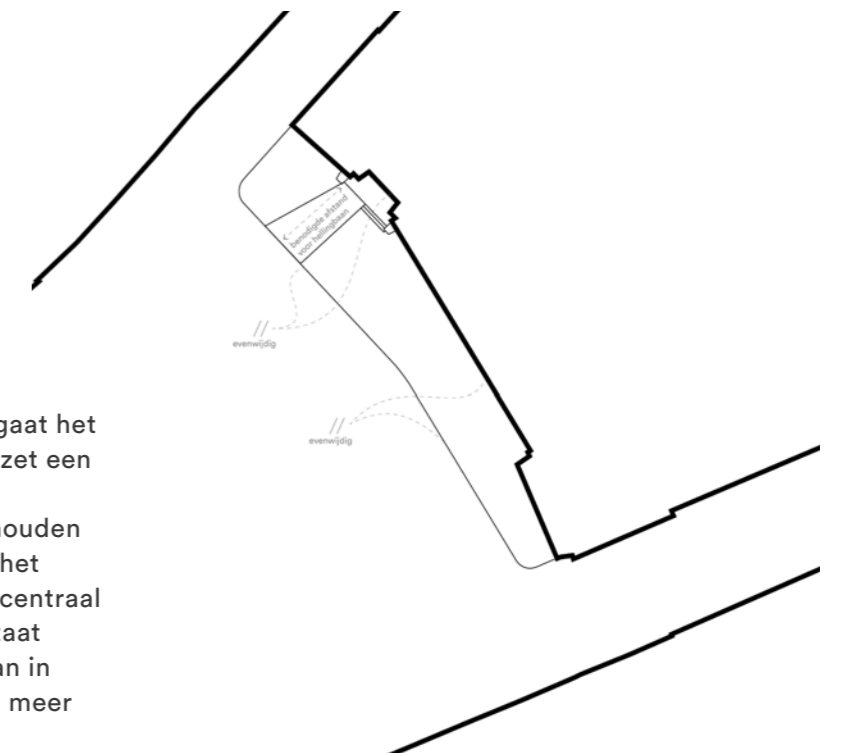 benodigde afstand
voor hellingbaan
//
evenwijdig
//
evenwijdig
gaat het
zet een
houden
het
centraal
taat
an in
meer